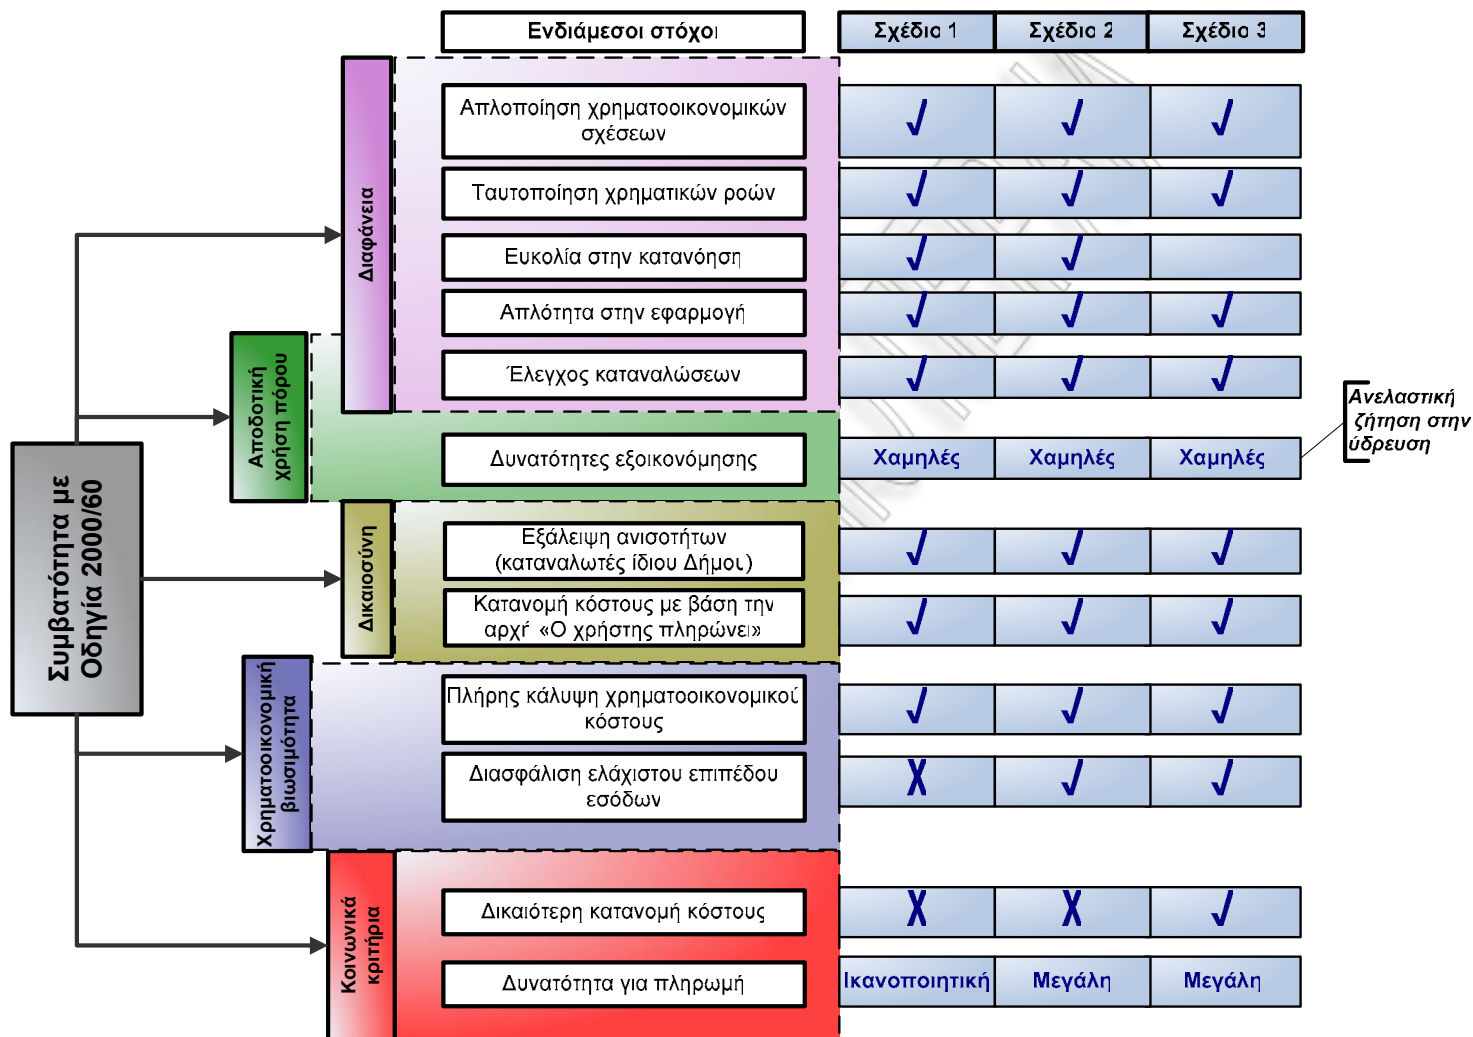 Ενδιάμεσοι στόχοι
Σχέδιο 1
Σχέδιο 2
Σχέδιο 3
Συμβατότητα με
Οδηγία 2000/60
Διαφάνεια
Απλοποίηση χρηματοοικονομικών
σχέσεων
√ √ √
Ταυτοποίηση χρηματικών ροών
√ √ √
Ευκολία στην κατανόηση
√ √
Απλότητα στην εφαρμογή
√ √ √
Έλεγχος καταναλώσεων
√ √ √
Αποδοτική
χρήση πόρου
Δυνατότητες εξοικονόμησης
Χαμηλές
Χαμηλές
Χαμηλές
Ανελαστική
ζήτηση στην
ύδρευση
Δικαιοσύνη
Εξάλειψη ανισοτήτων
(καταναλωτές ίδιου Δήμου)
√ √ √
Κατανομή κόστους με βάση την
αρχή «Ο χρήστης πληρώνει»
√ √ √
Χρηματοοικονομική
βιωσιμότητα
Πλήρης κάλυψη χρηματοοικονομικού
κόστους
√ √ √
Διασφάλιση ελάχιστου επιπέδου
εσόδων
X √ √
Κοινωνικά
κριτήρια
Δικαιότερη κατανομή κόστους
X X √
Δυνατότητα για πληρωμή
Ικανοποιητική
Μεγάλη
Μεγάλη